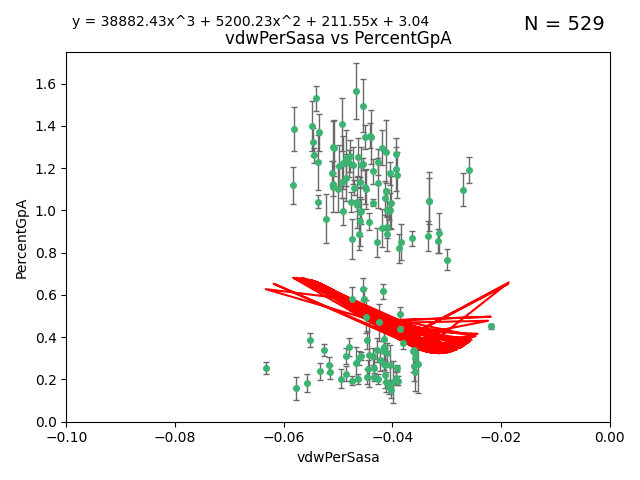 y = 38882.43x^3 + 5200.23x^2 + 211.55x + 3.04
N = 529
vdwPerSasa vs PercentGpA
PercentGpA
1.6
1.4
1.2
1.0
0.8
0.6
0.4
0.2
0.0
−0.10 −0.08 −0.06 −0.04 −0.02 0.00
vdwPerSasa